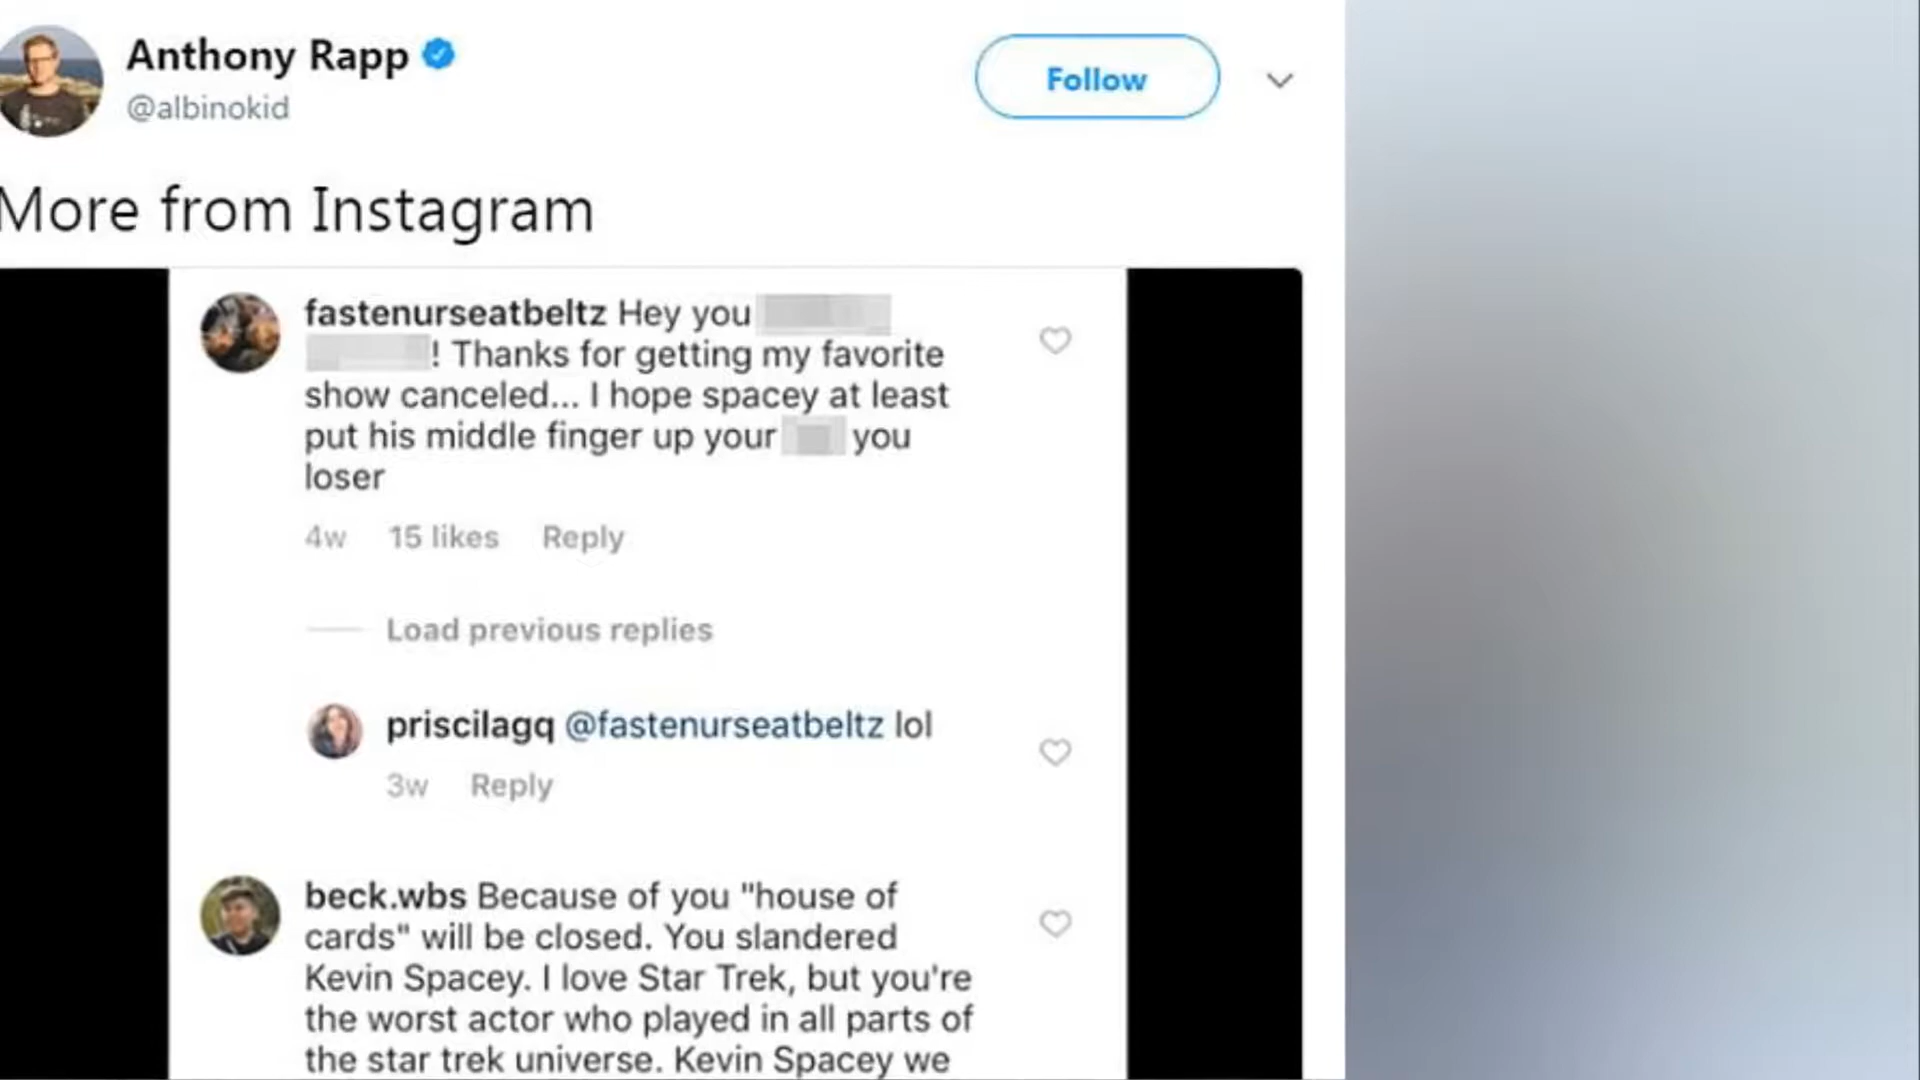 Anthony Rapp
@albinokid
Follow
More from Instagram
fastenurseatbeltz Hey you
! Thanks for getting my favorite
show canceled... I hope spacey at least
put his middle finger up your you
loser
4w 15 likes Reply
Load previous replies
priscilagq @fastenurseatbeltz lol
3w Reply
beck.wbs Because of you "house of
cards" will be closed. You slandered
Kevin Spacey. I love Star Trek, but you're
the worst actor who played in all parts of
the star trek universe. Kevin Spacey we